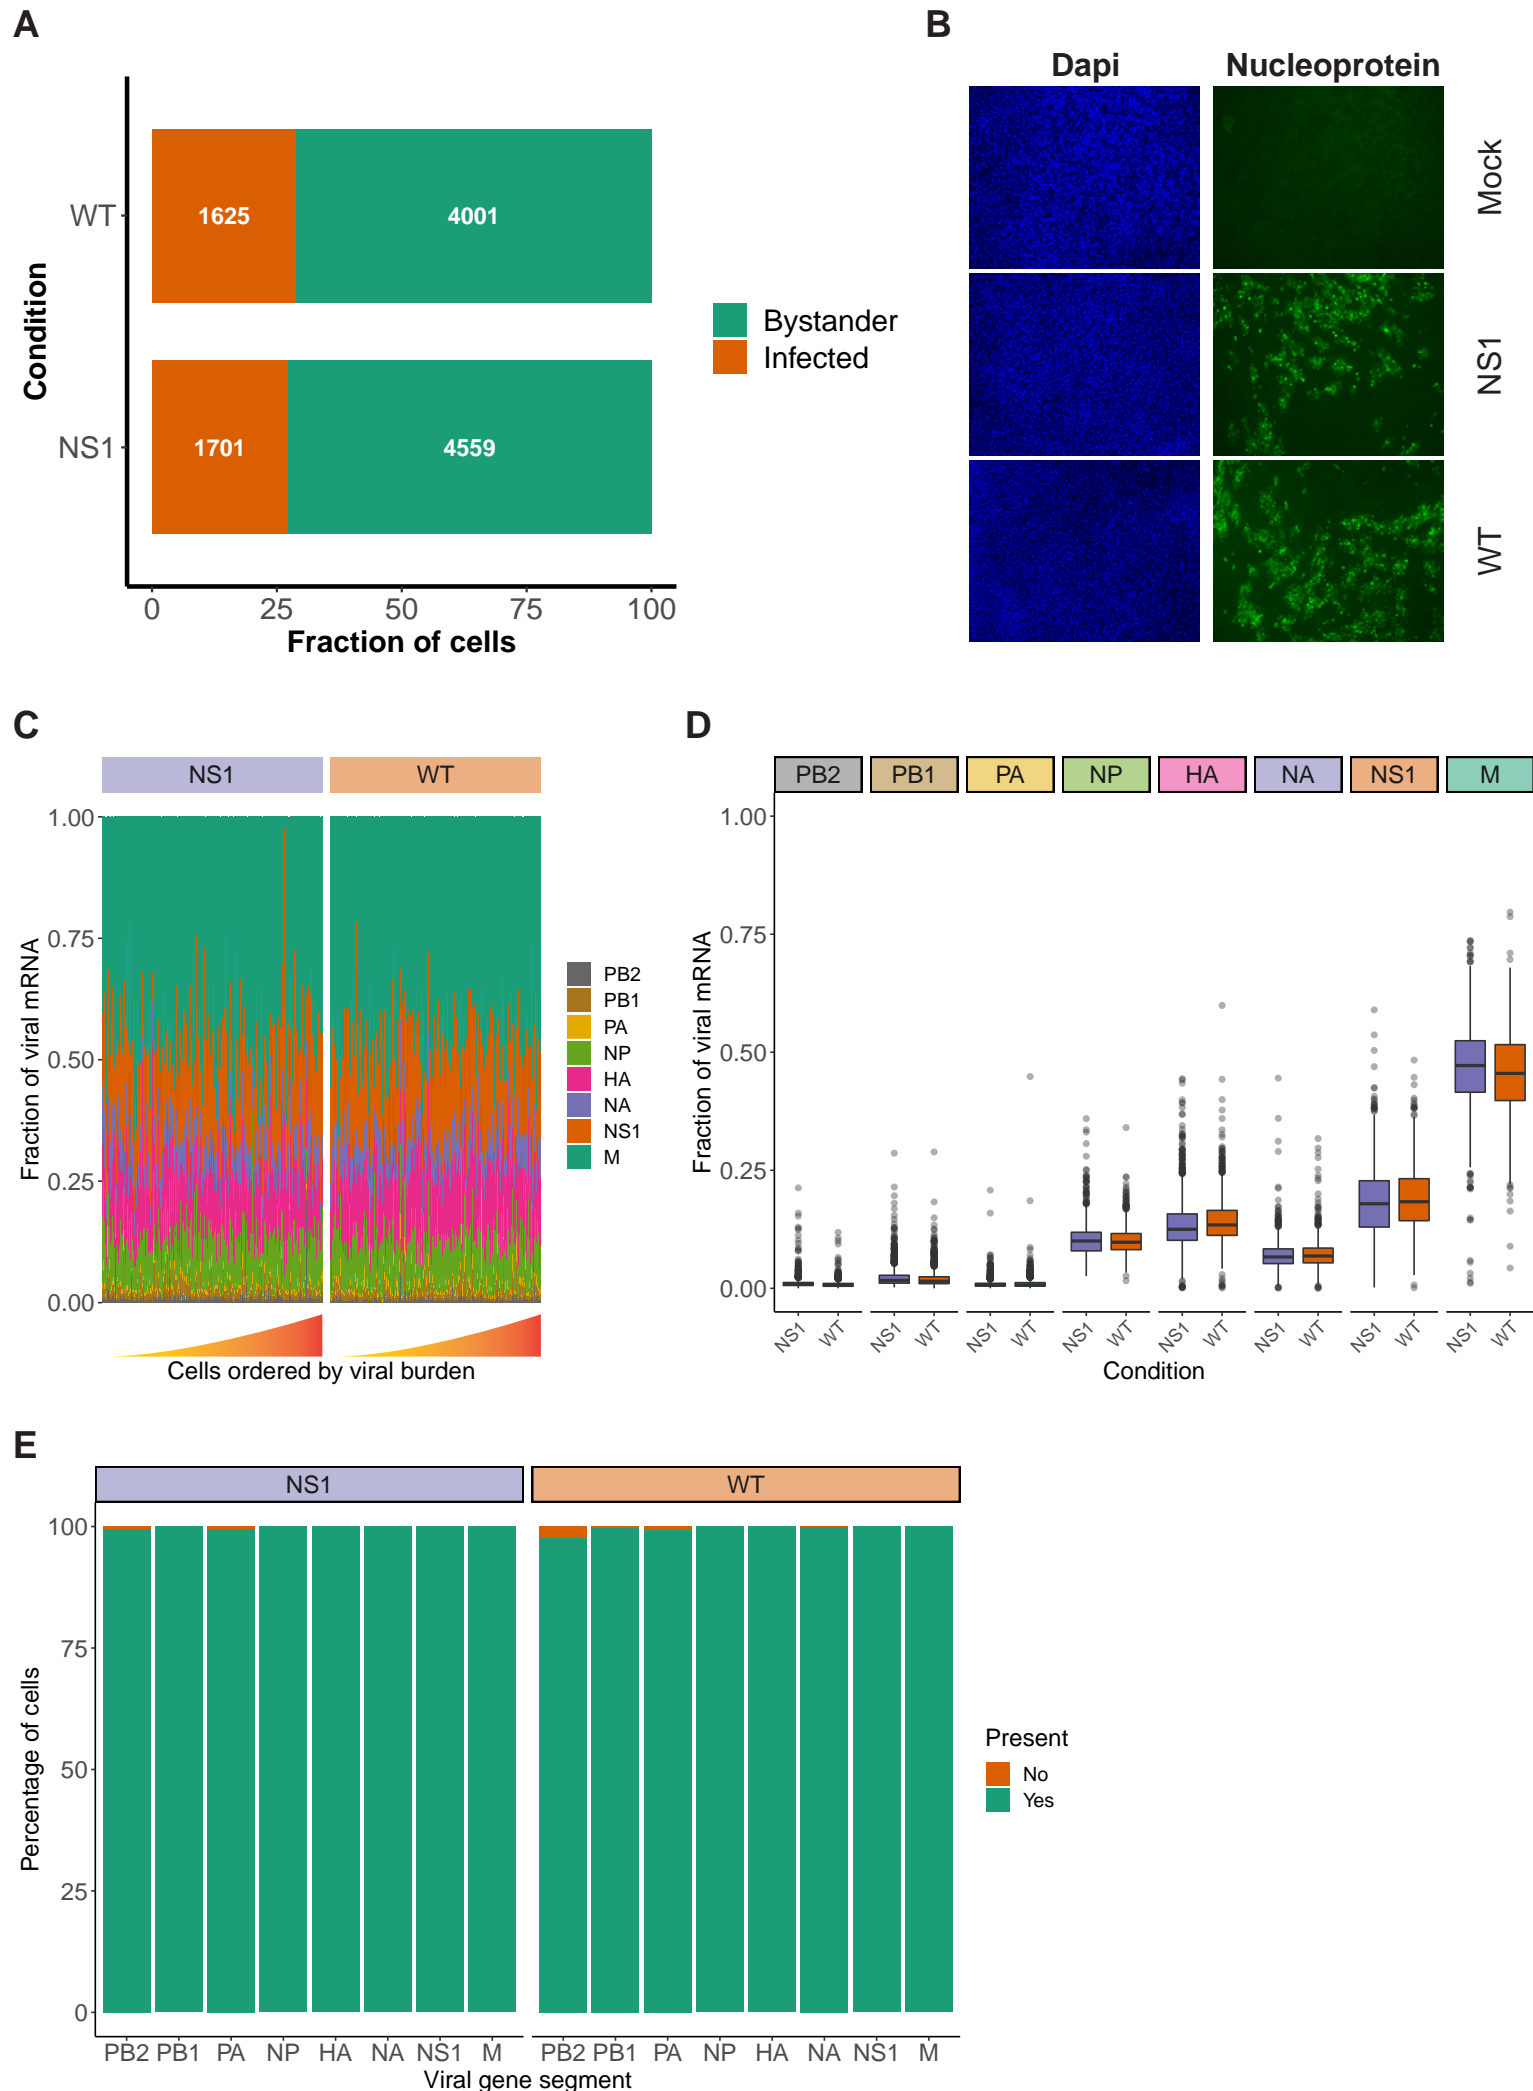 A
WT
1625
4001
NS1
1701
4559
Condition
0 25 50 75 100
Fraction of cells
Bystander
Infected
B
Dapi Nucleoprotein
Mock
NS1
WT
C
NS1 WT
1.00
0.75
0.50
0.25
0.00
Fraction of viral mRNA
Cells ordered by viral burden
PB2
PB1
PA
NP
HA
NA
NS1
M
D
PB2 PB1 PA NP HA NA NS1 M
1.00
0.75
0.50
0.25
0.00
Fraction of viral mRNA
NS1 WT NS1 WT NS1 WT NS1 WT NS1 WT NS1 WT NS1 WT NS1 WT
Condition
E
NS1 WT
100
75
50
25
0
Percentage of cells
PB2 PB1 PA NP HA NA NS1 M PB2 PB1 PA NP HA NA NS1 M
Viral gene segment
Present
No
Yes